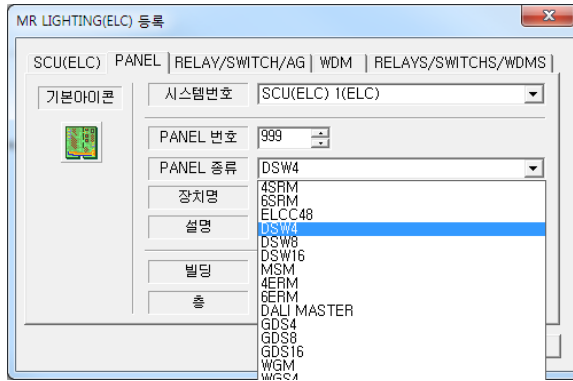 MR LIGHTING(ELC) 등록
SCU(ELC) PANEL RELAY/SWITCH/AG WDM RELAYS/SWITCHS/WDMS
기본아이콘
시스템번호 SCU(ELC) 1(ELC)
PANEL 번호 999
PANEL 종류 DSW4
장치명
설명
빌딩
층
4SRM
6SRM
ELCC48
DSW4
DSW8
DSW16
MSM
4ERM
6ERM
DALI MASTER
GDS4
GDS8
GDS16
WGM
WGS4